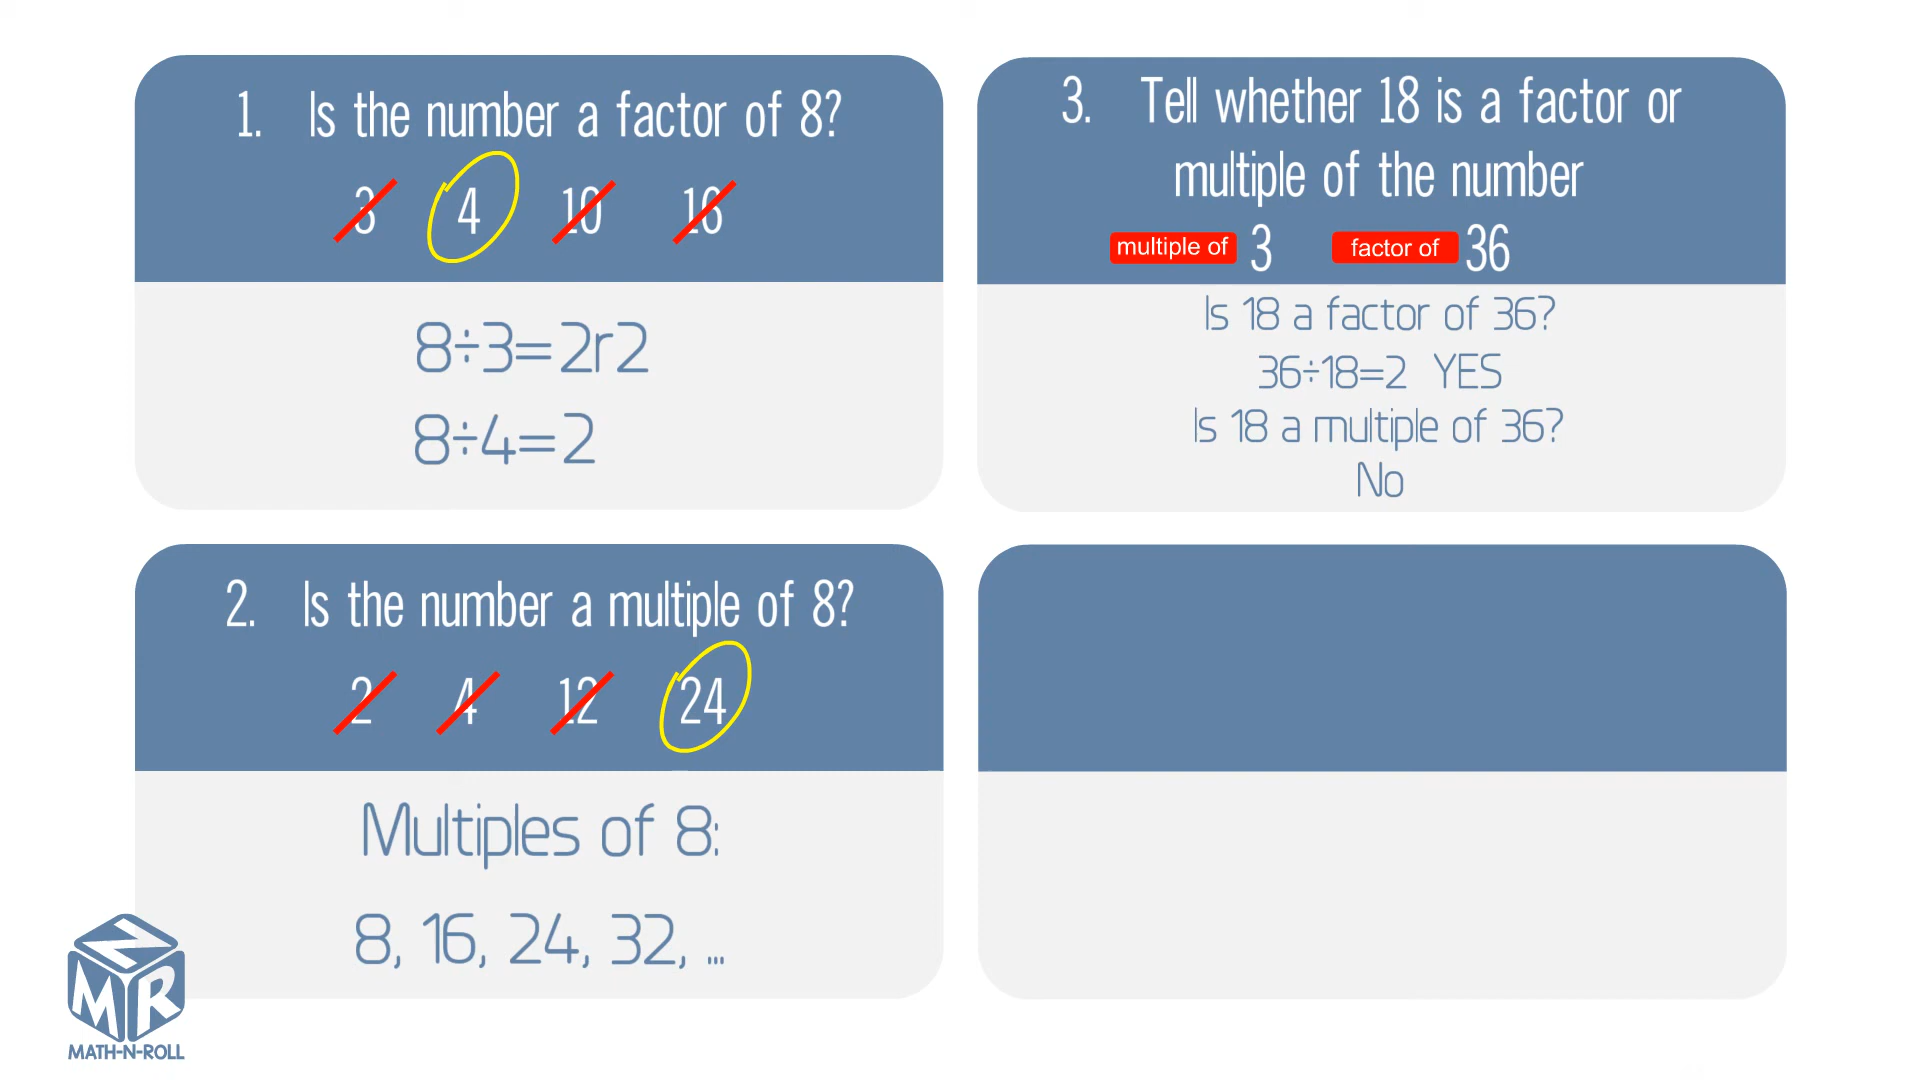 1. Is the number a factor of 8?
3 4 10 16
8÷3=2r2
8÷4=2
2. Is the number a multiple of 8?
2 4 12 24
Multiples of 8:
8, 16, 24, 32, ...
3. Tell whether 18 is a factor or
multiple of the number
multiple of 3 factor of 36
Is 18 a factor of 36?
36÷18=2 YES
Is 18 a multiple of 36?
No
N
M R
MATH-N-ROLL